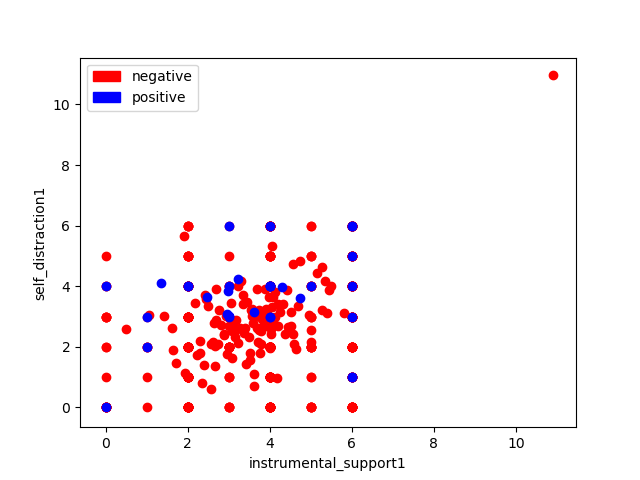 negative
positive
self_distraction1
10
8
6
4
2
0
0 2 4 6 8 10
instrumental_support1